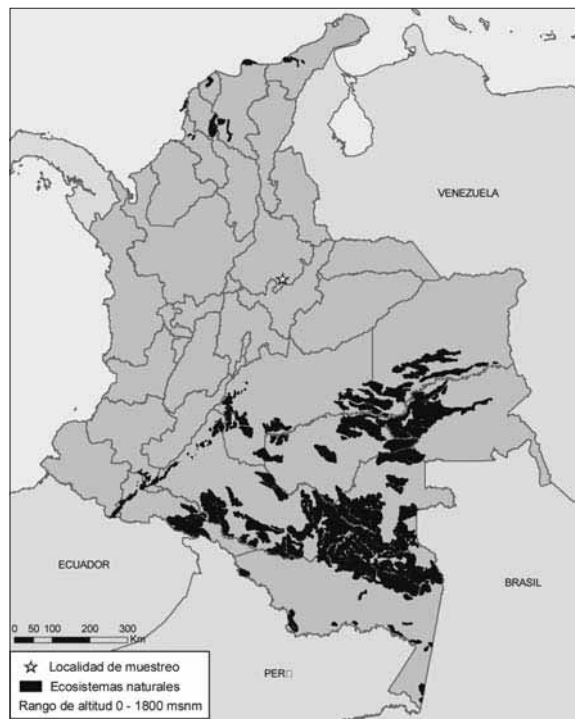 VENEZUELA
ECUADOR
BRASIL
0 50 100 200 300
Km
Localidad de muestreo
Ecosistemas naturales
Rango de altitud 0 - 1800 msnm
PER□